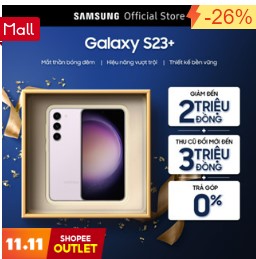 SAMSUNG Official Store
-26%
Mall
Galaxy S23+
Mắt thần bóng đêm | Hiệu năng vượt trội | Thiết kế bền vững
GIẢM ĐẾN
2 TRIỆU ĐỒNG
THU CŨ ĐỔI MỚI ĐẾN
3 TRIỆU ĐỒNG
TRẢ GÓP
0%
11.11
SHOPEE
OUTLET